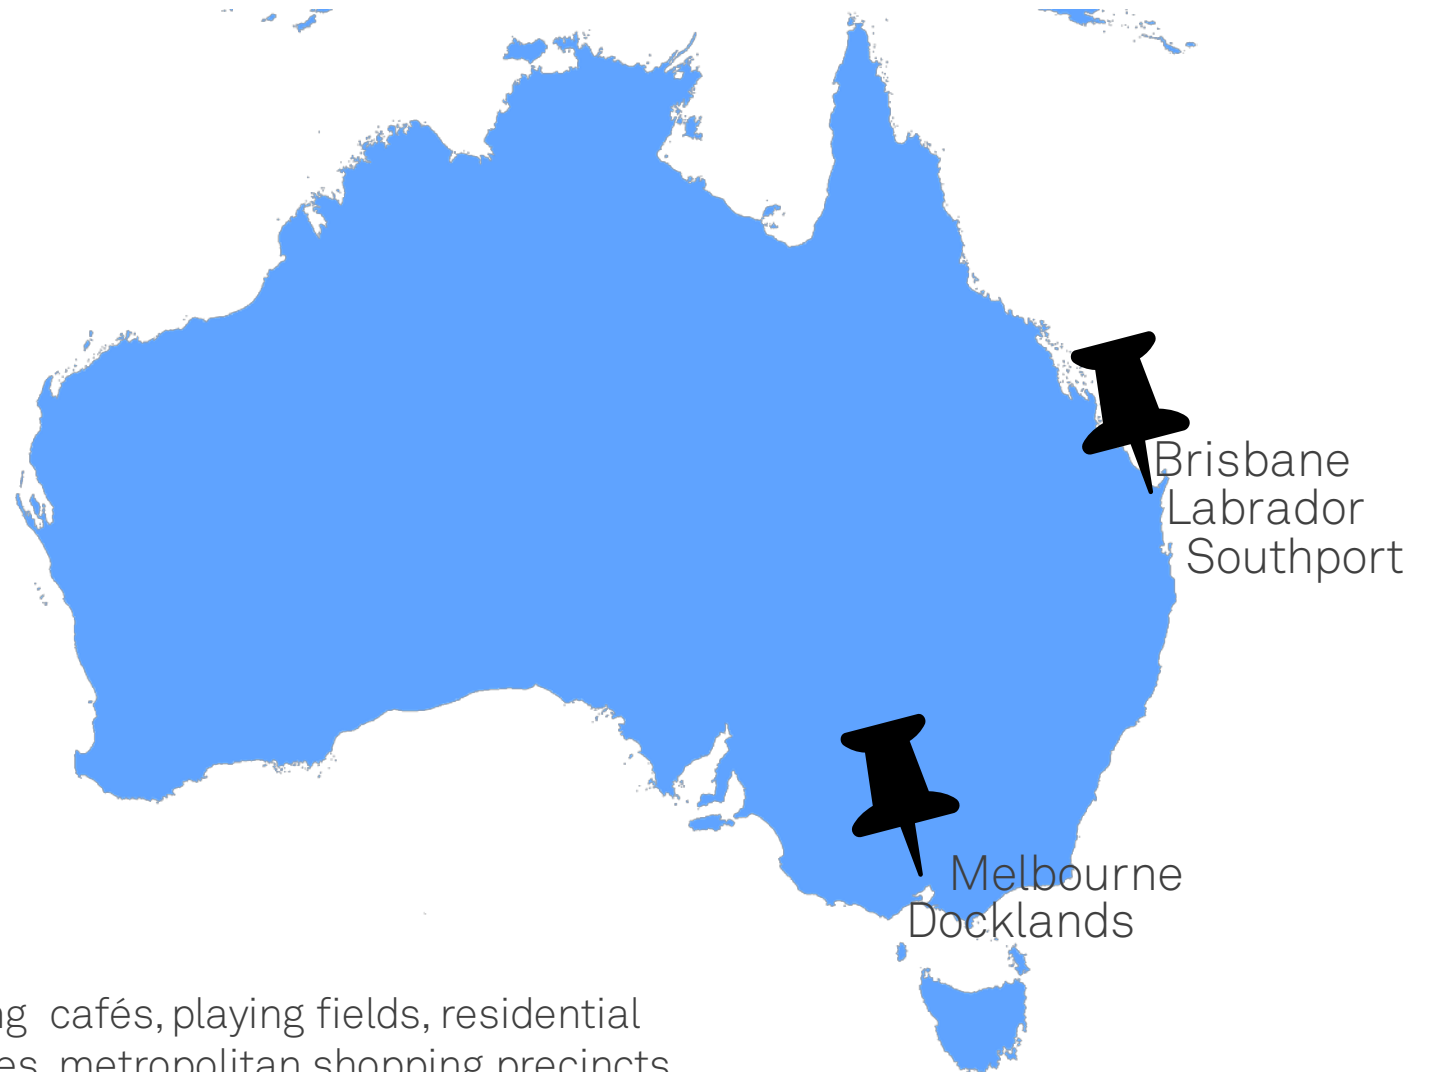 Brisbane
Labrador
Southport
Melbourne
Docklands
cafés, playing fields, residential
metropolitan shopping precincts